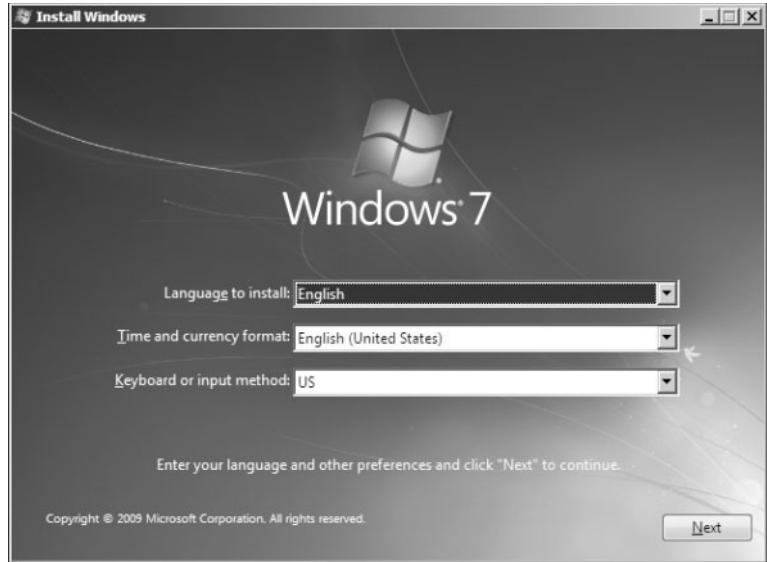 Install Windows
Windows® 7
Language to install: English
Time and currency format: English (United States)
Keyboard or input method: US
Enter your language and other preferences and click "Next" to continue.
Copyright © 2009 Microsoft Corporation. All rights reserved.
Next